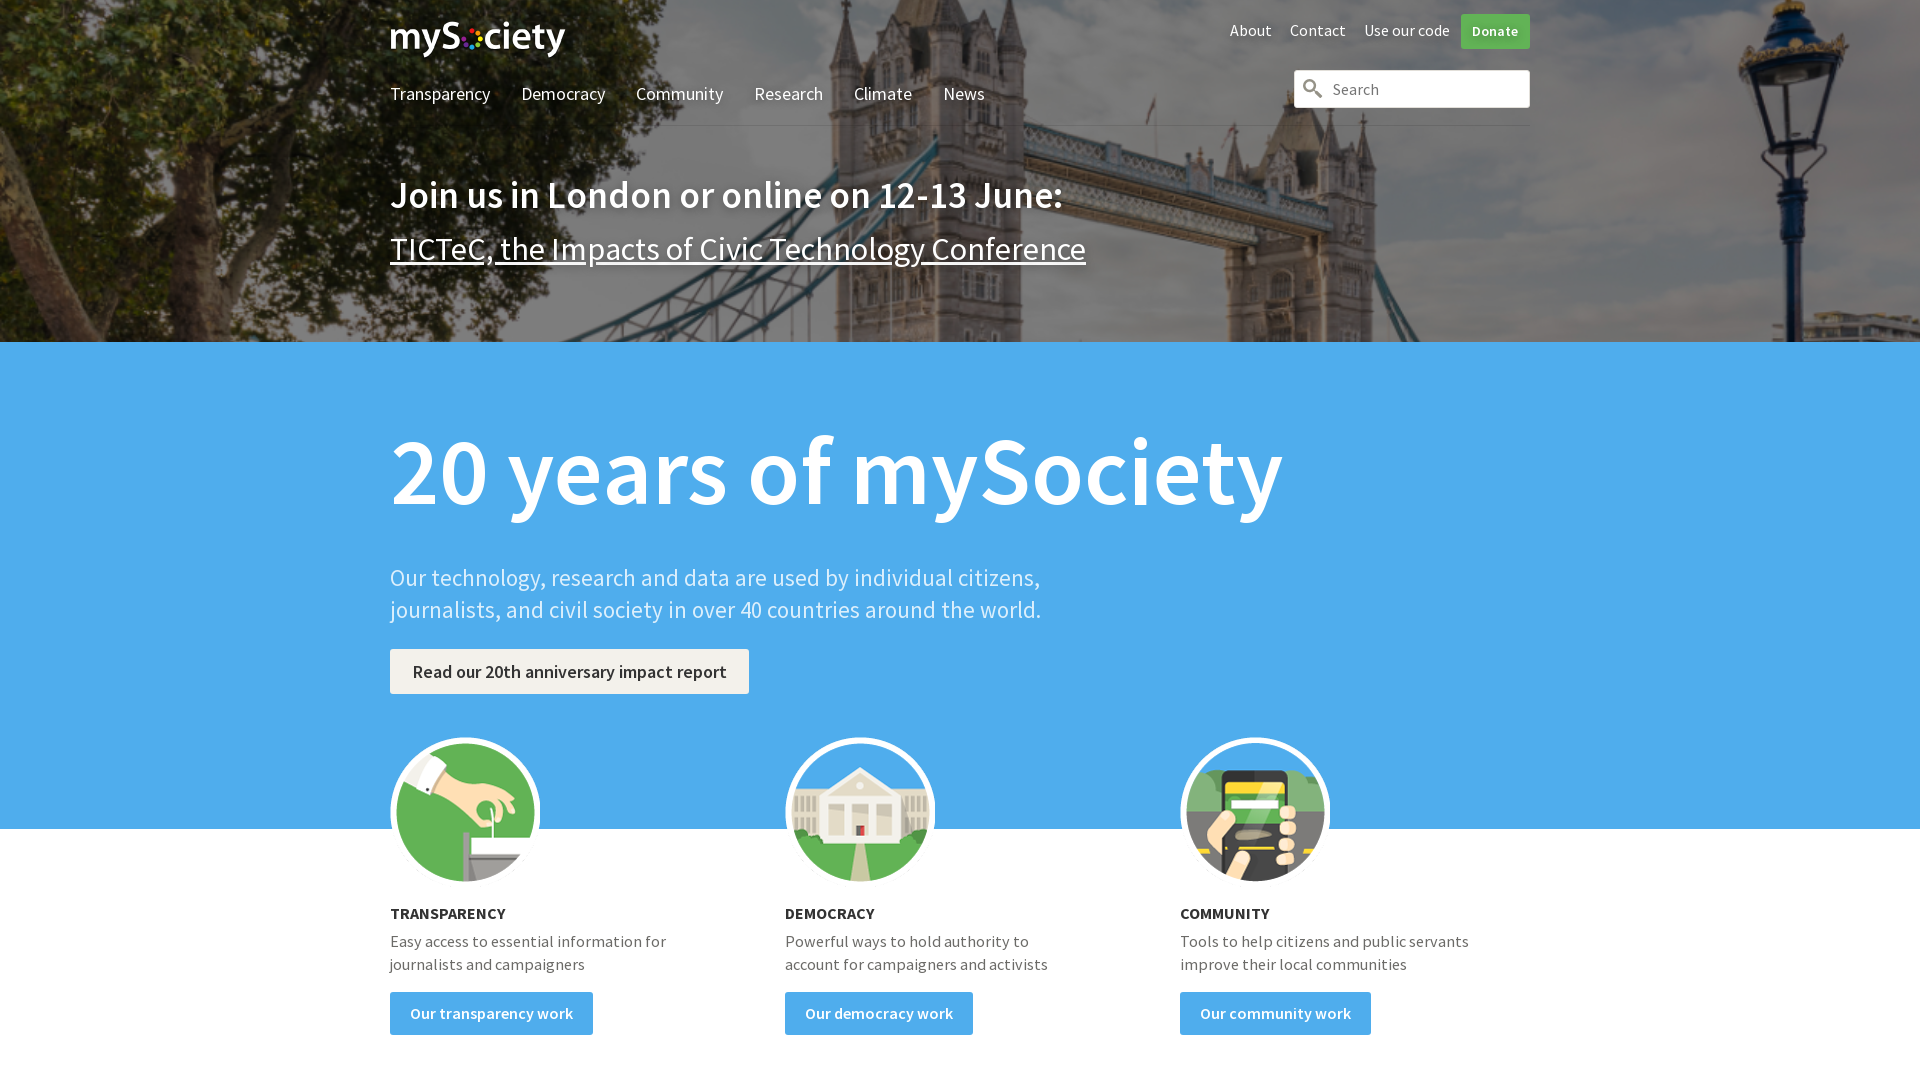 mySociety
About Contact Use our code Donate
Transparency Democracy Community Research Climate News
Search
Join us in London or online on 12-13 June:
TICTeC, the Impacts of Civic Technology Conference
20 years of mySociety
Our technology, research and data are used by individual citizens,
journalists, and civil society in over 40 countries around the world.
Read our 20th anniversary impact report
TRANSPARENCY
Easy access to essential information for
journalists and campaigners
Our transparency work
DEMOCRACY
Powerful ways to hold authority to
account for campaigners and activists
Our democracy work
COMMUNITY
Tools to help citizens and public servants
improve their local communities
Our community work